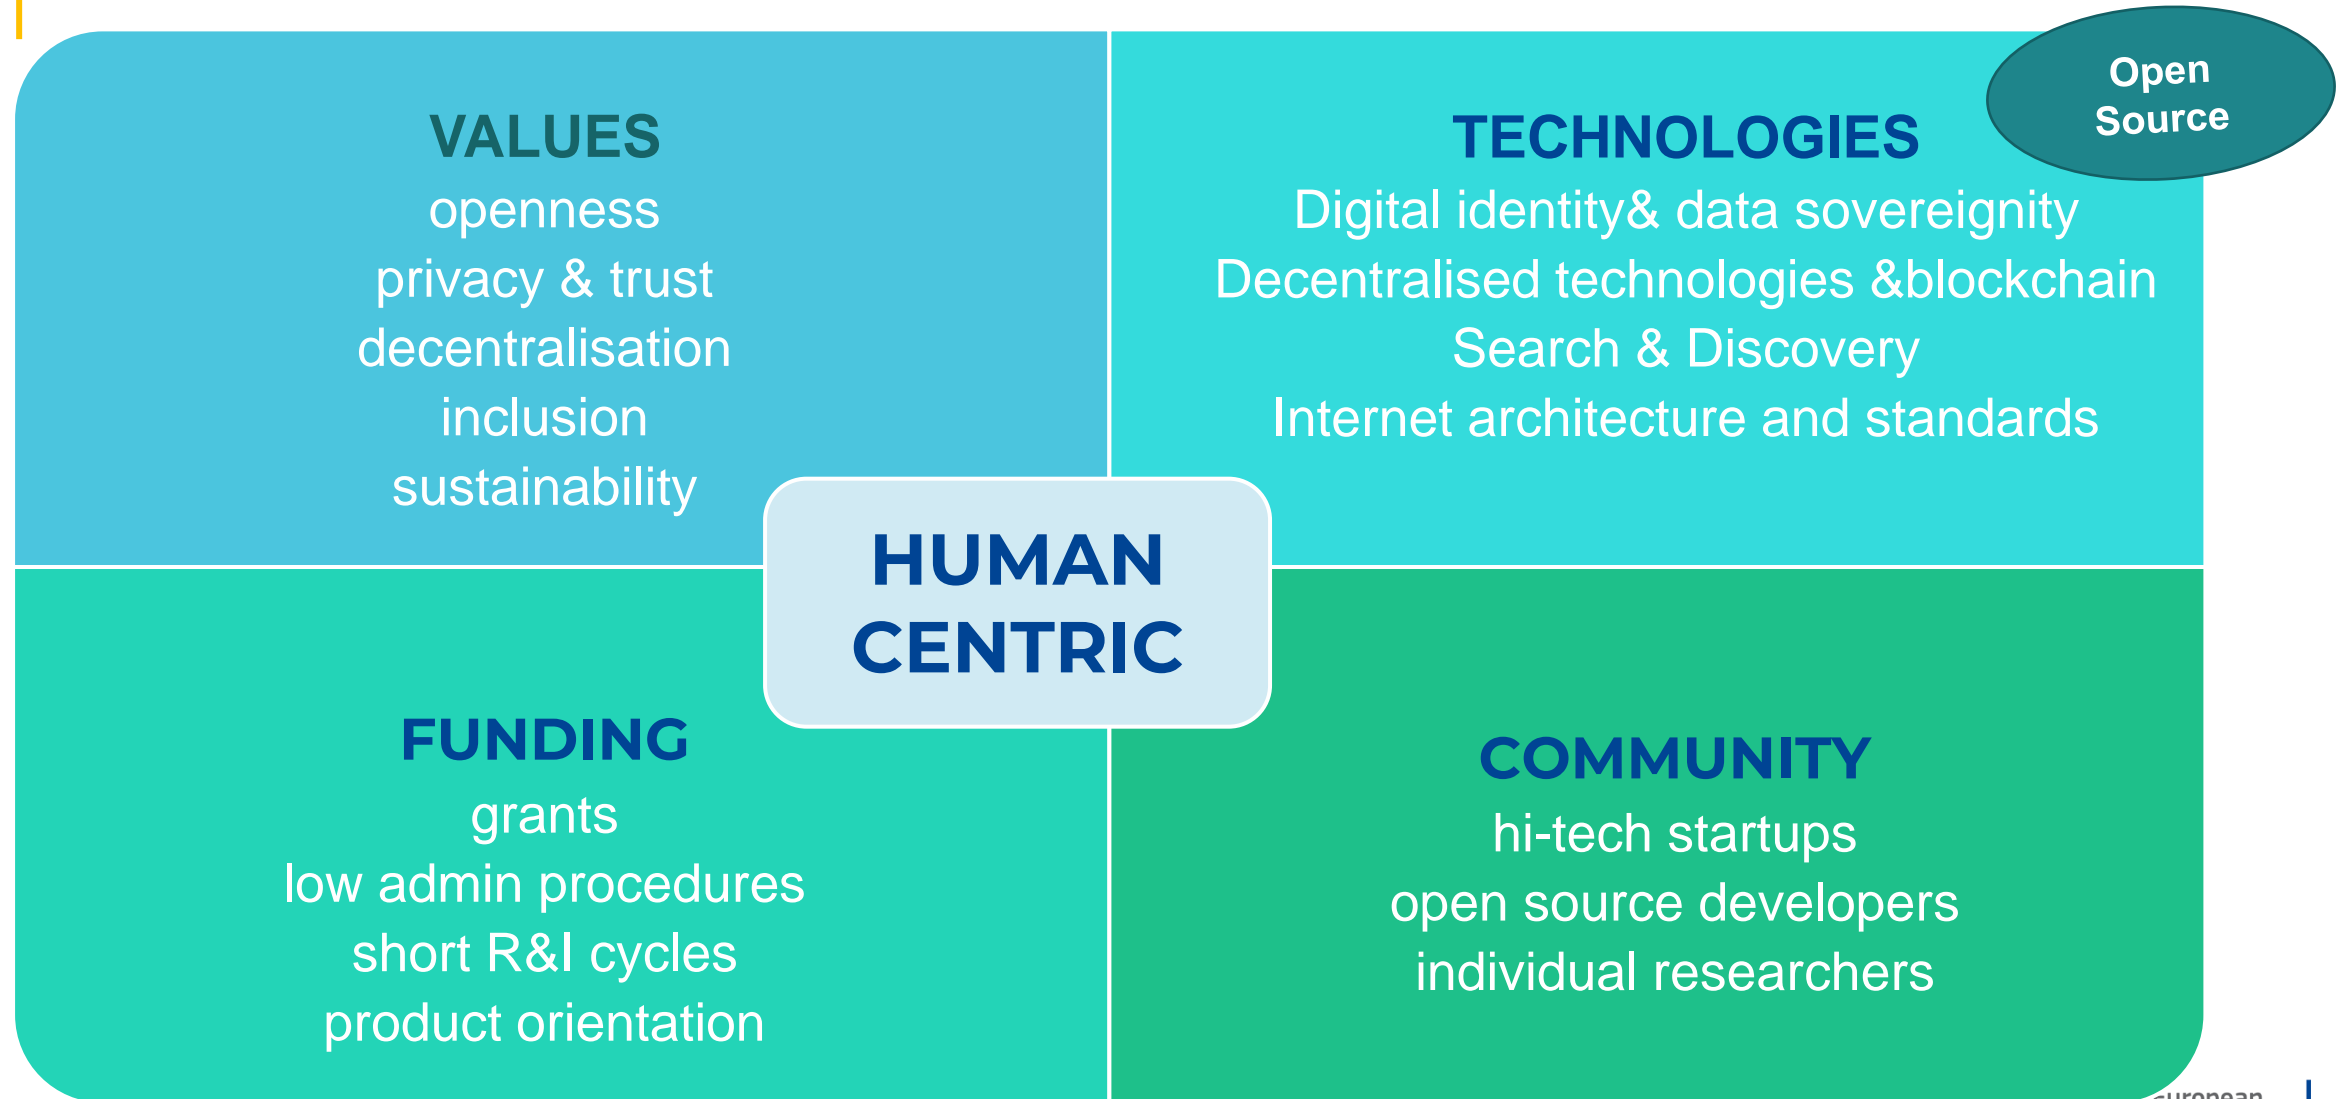 Open
Source
VALUES
openness
privacy & trust
decentralisation
inclusion
sustainability
TECHNOLOGIES
Digital identity& data sovereignity
Decentralised technologies &blockchain
Search & Discovery
Internet architecture and standards
HUMAN
CENTRIC
FUNDING
grants
low admin procedures
short R&I cycles
product orientation
COMMUNITY
hi-tech startups
open source developers
individual researchers